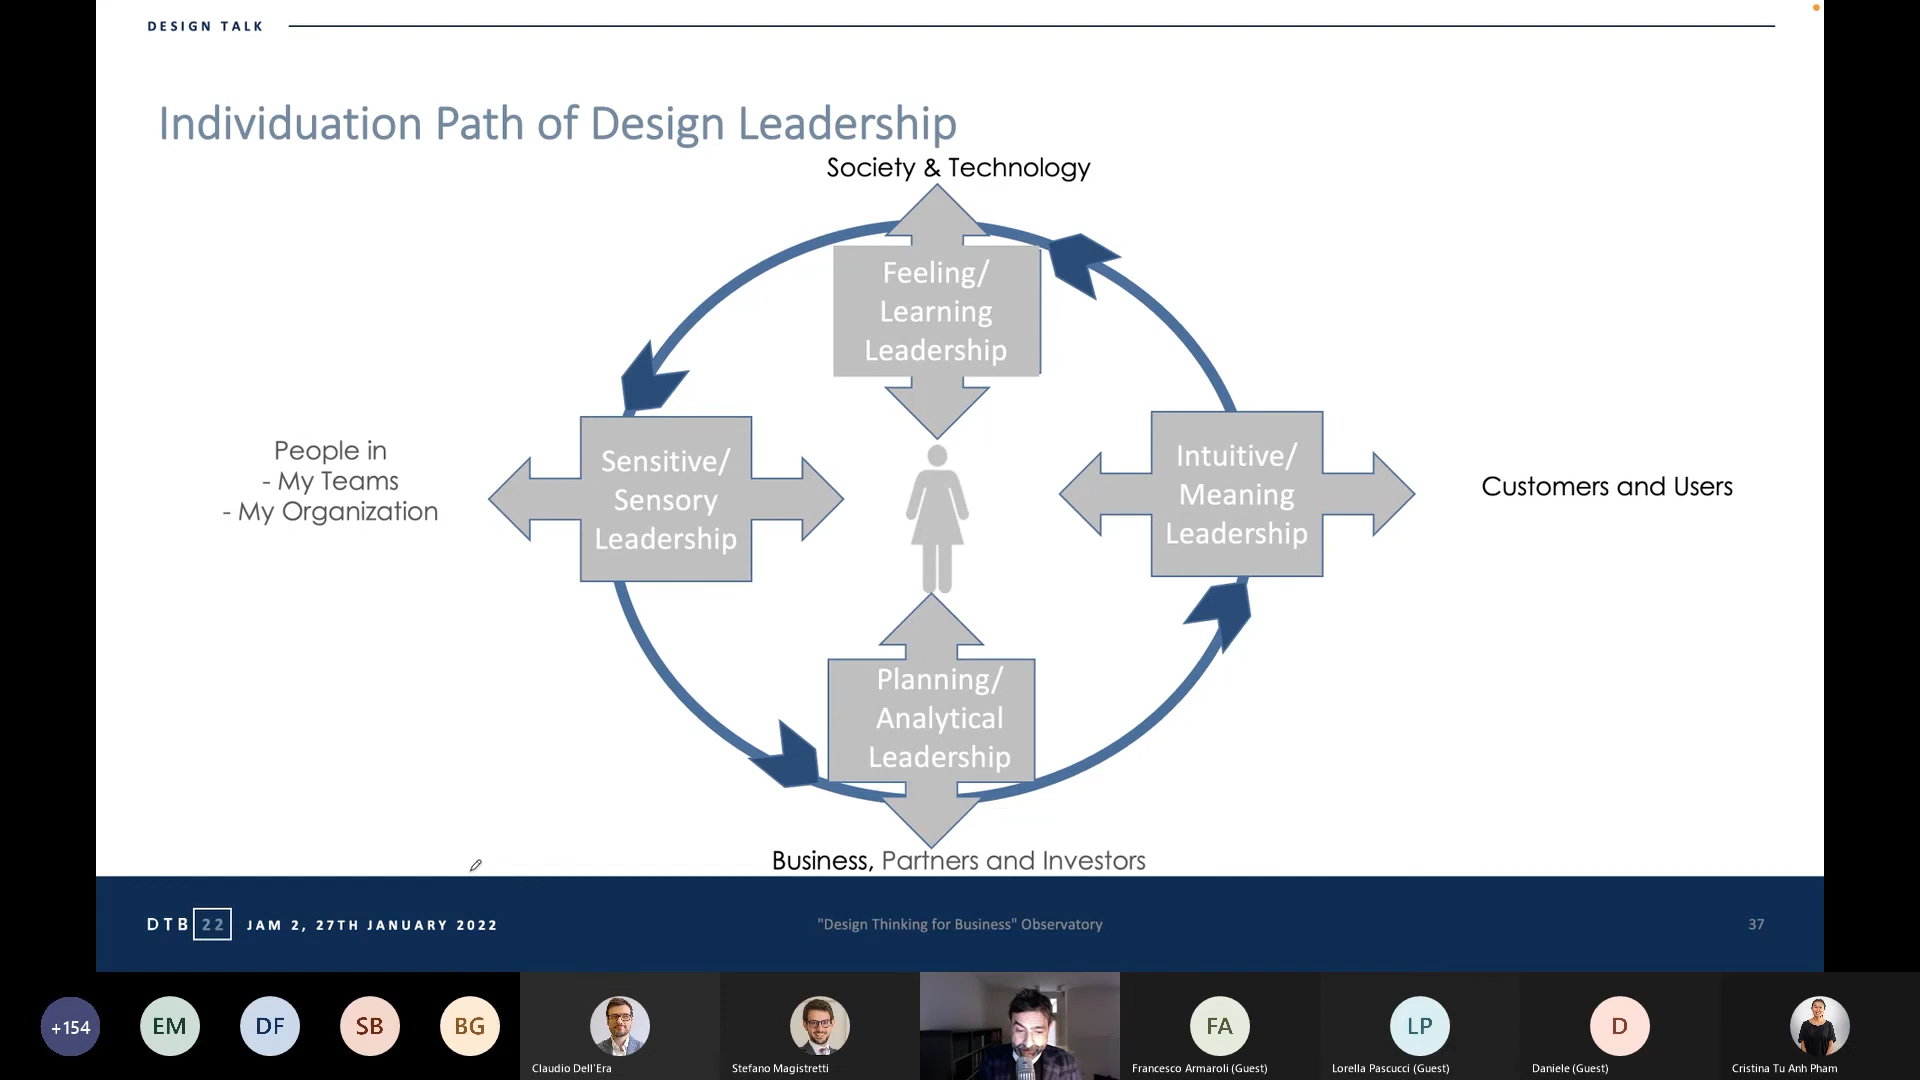 DESIGN TALK
Individuation Path of Design Leadership
Society & Technology
Feeling/
Learning
Leadership
People in
- My Teams
- My Organization
Sensitive/
Sensory
Leadership
Intuitive/
Meaning
Leadership
Customers and Users
Planning/
Analytical
Leadership
Business, Partners and Investors
DTB 22 JAM 2, 27TH JANUARY 2022
"Design Thinking for Business" Observatory
37
+154
EM
DF
SB
BG
FA
LP
D
Claudio Dell'Era
Stefano Magistretti
Francesco Armaroli (Guest)
Lorella Pascucci (Guest)
Daniele (Guest)
Cristina Tu Anh Pham